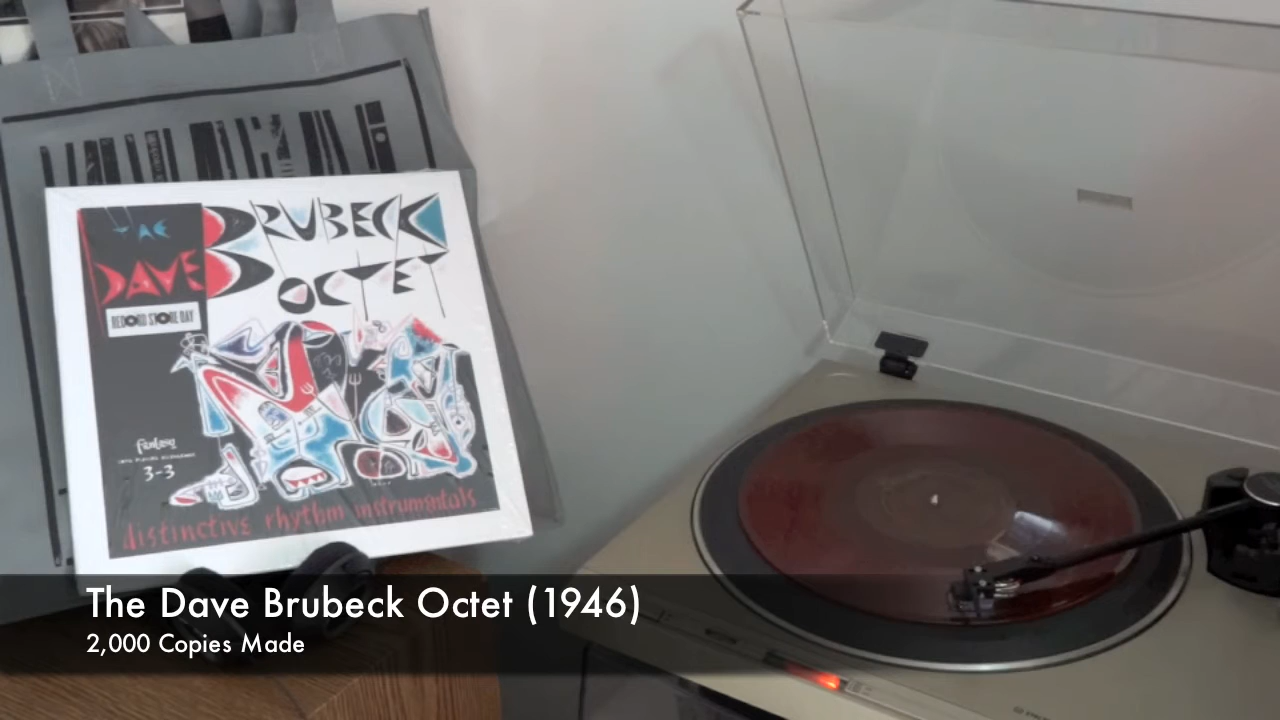 THE
DAVE
BRUBECK
OCTET
RECORD STORE DAY
fantasy
3-3
distinctive rhythm instrumentals
The Dave Brubeck Octet (1946)
2,000 Copies Made